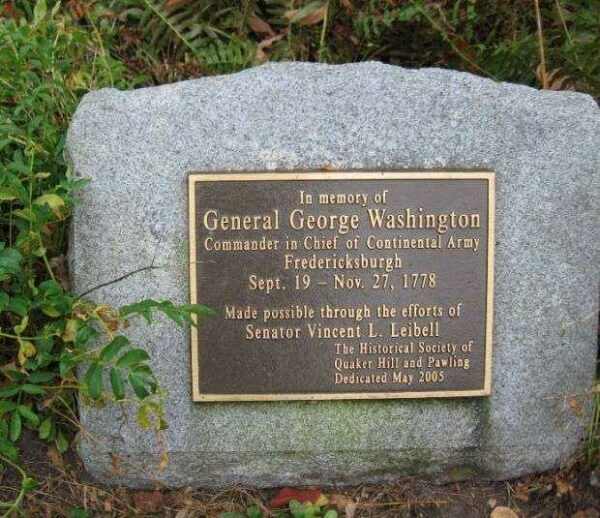 In memory of
General George Washington
Commander in Chief of Continental Army
Fredericksburgh
Sept. 19 – Nov. 27, 1778
Made possible through the efforts of
Senator Vincent L. Leibell
The Historical Society of
Quaker Hill and Pawling
Dedicated May 2005